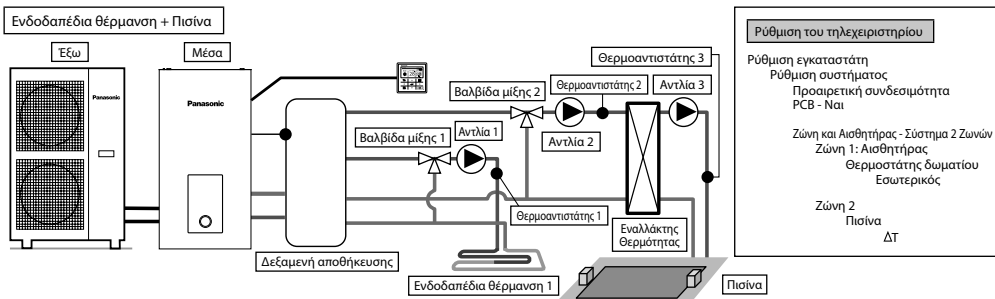 Ενδοδαπέδια θέρμανση + Πισίνα
Έξω
Μέσα
Panasonic
Panasonic
Βαλβίδα μίξης 1
Αντλία 1
Βαλβίδα μίξης 2
Θερμοαντιστάτης 2
Αντλία 2
Θερμοαντιστάτης 3
Αντλία 3
Θερμοαντιστάτης 1
Εναλλάκτης
Θερμότητας
Δεξαμενή αποθήκευσης
Ενδοδαπέδια θέρμανση 1
Πισίνα
Ρύθμιση του τηλεχειριστηρίου
Ρύθμιση εγκαταστάτη
Ρύθμιση συστήματος
Προαιρετική συνδεσιμότητα
PCB - Ναι
Ζώνη και Αισθητήρας - Σύστημα 2 Ζωνών
Ζώνη 1: Αισθητήρας
Θερμοστάτης δωματίου
Εσωτερικός
Ζώνη 2
Πισίνα
ΔT